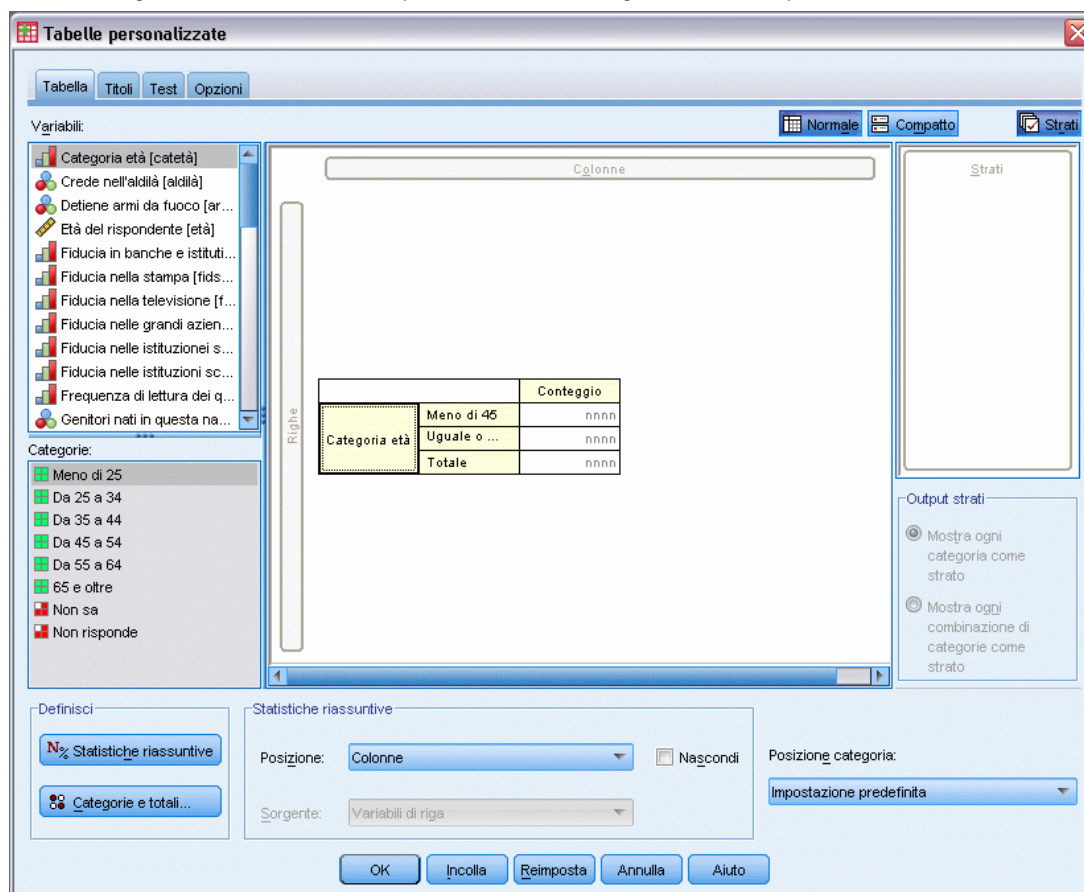 Tabelle personalizzate
Tabella Titoli Test Opzioni
Variabili:
Normale Compatto Strati
Categoria età [catetà]
Crede nell'aldilà [aldilà]
Detiene armi da fuoco [ar...
Età del rispondente [età]
Fiducia in banche e istituti...
Fiducia nella stampa [fids...
Fiducia nella televisione [f...
Fiducia nelle grandi azien...
Fiducia nelle istituzionei s...
Fiducia nelle istituzioni sc...
Frequenza di lettura dei q...
Genitori nati in questa na...
Categorie:
Meno di 25
Da 25 a 34
Da 35 a 44
Da 45 a 54
Da 55 a 64
65 e oltre
Non sa
Non risponde
Colonne
Righe
Conteggio
Categoria età
Meno di 45 nnnn
Uguale o ... nnnn
Totale nnnn
Strati
Output strati
Mostra ogni
categoria come
strato
Mostra ogni
combinazione di
categorie come
strato
Definisci
N% Statistiche riassuntive
Categorie e totali...
Statistiche riassuntive
Posizione: Colonne Nascondi
Sorgente: Variabili di riga
Posizione categoria:
Impostazione predefinita
OK Incolla Reimposta Annulla Aiuto